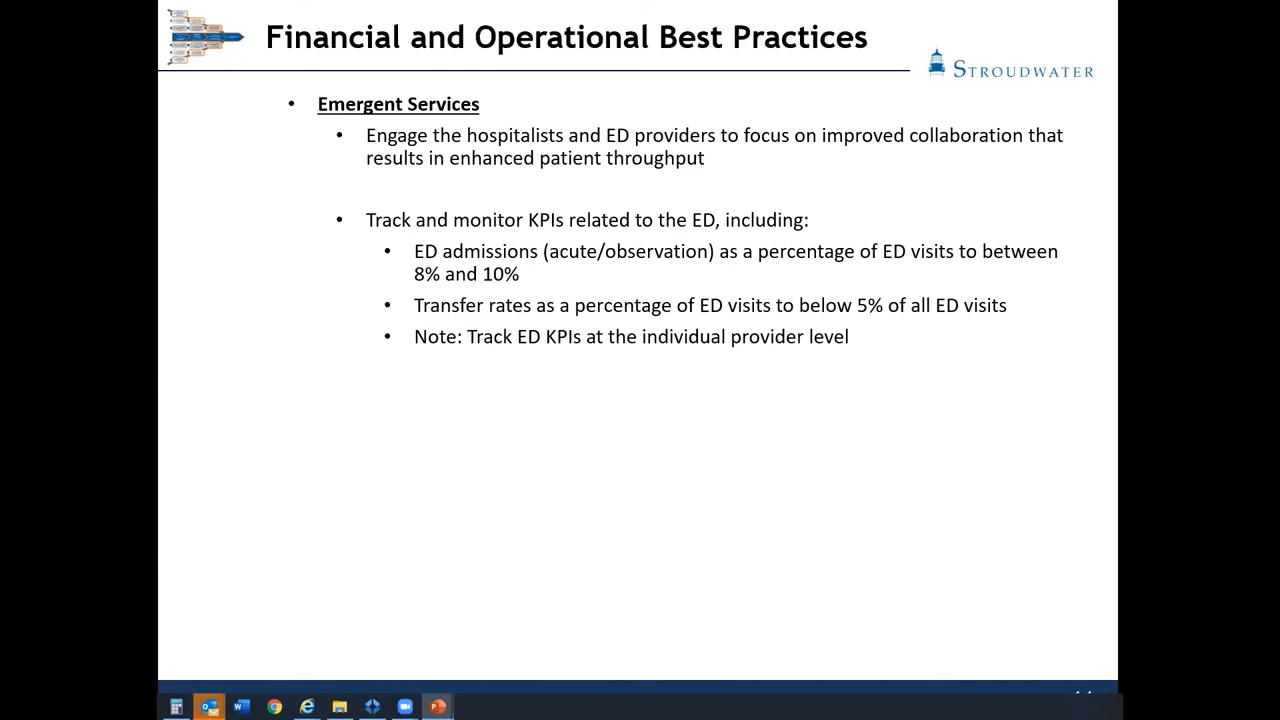 Financial and Operational Best Practices
STROUDWATER
• Emergent Services
• Engage the hospitalists and ED providers to focus on improved collaboration that
results in enhanced patient throughput
• Track and monitor KPIs related to the ED, including:
• ED admissions (acute/observation) as a percentage of ED visits to between
8% and 10%
• Transfer rates as a percentage of ED visits to below 5% of all ED visits
• Note: Track ED KPIs at the individual provider level